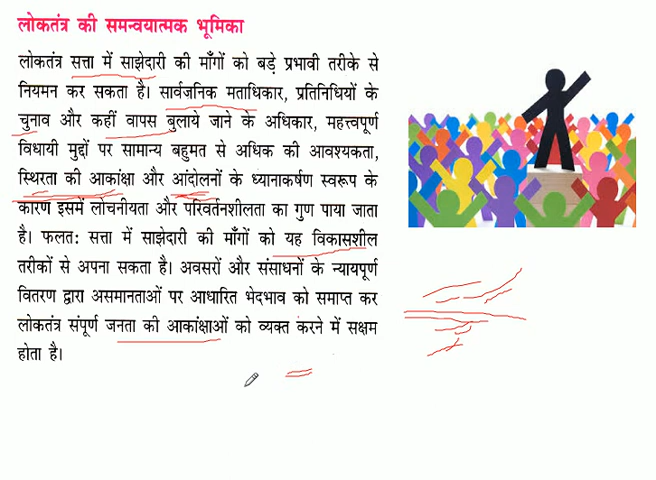 लोकतंत्र की समन्वयात्मक भूमिका
लोकतंत्र सत्ता में साझेदारी की माँगों को बड़े प्रभावी तरीके से
नियमन कर सकता है। सार्वजनिक मताधिकार, प्रतिनिधियों के
चुनाव और कहीं वापस बुलाये जाने के अधिकार, महत्त्वपूर्ण
विधायी मुद्दों पर सामान्य बहुमत से अधिक की आवश्यकता,
स्थिरता की आकांक्षा और आंदोलनों के ध्यानाकर्षण स्वरूप के
कारण इसमें लोचनीयता और परिवर्तनशीलता का गुण पाया जाता
है। फलत: सत्ता में साझेदारी की माँगों को यह विकासशील
तरीकों से अपना सकता है। अवसरों और संसाधनों के न्यायपूर्ण
वितरण द्वारा असमानताओं पर आधारित भेदभाव को समाप्त कर
लोकतंत्र संपूर्ण जनता की आकांक्षाओं को व्यक्त करने में सक्षम
होता है।